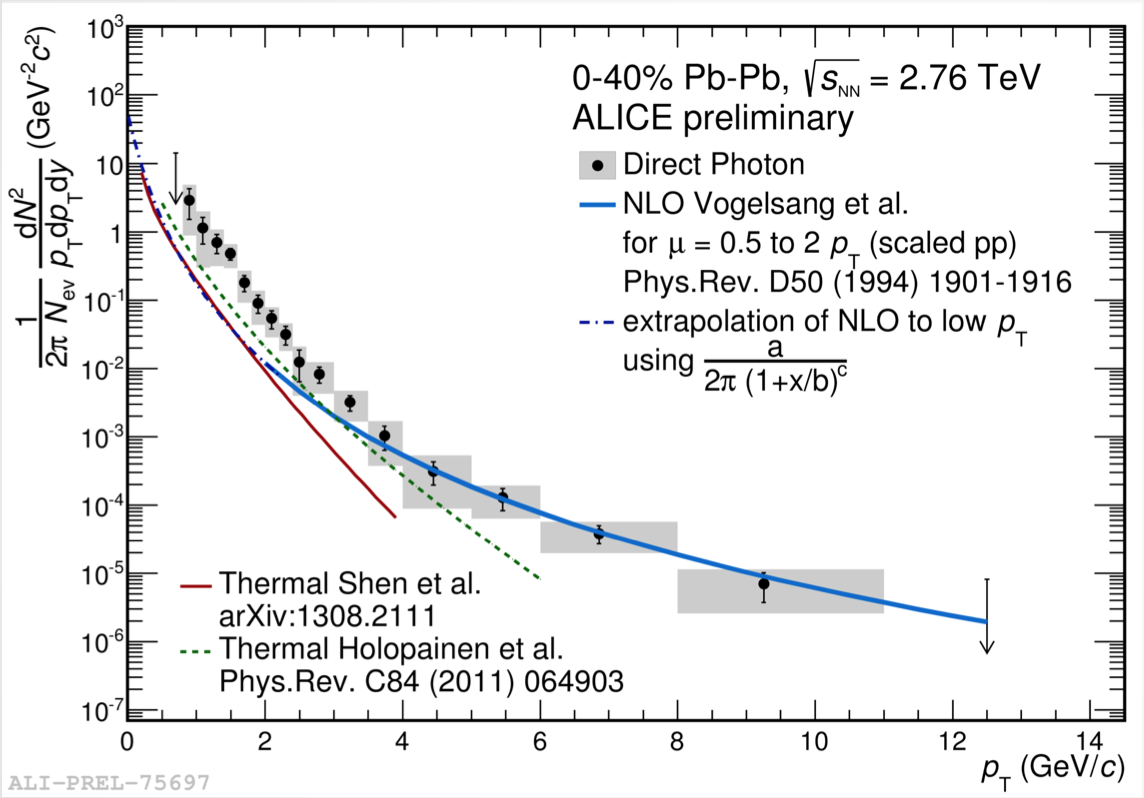 10³
10²
10
1
10⁻¹
10⁻²
10⁻³
10⁻⁴
10⁻⁵
10⁻⁶
10⁻⁷
1/2π 1/N_ev dN²/p_Tdp_Tdy (GeV⁻²c²)
0-40% Pb-Pb, √s_NN = 2.76 TeV
ALICE preliminary
Direct Photon
NLO Vogelsang et al.
for μ = 0.5 to 2 p_T (scaled pp)
Phys.Rev. D50 (1994) 1901-1916
extrapolation of NLO to low p_T
using a/2π (1+x/b)^c
Thermal Shen et al.
arXiv:1308.2111
Thermal Holopainen et al.
Phys.Rev. C84 (2011) 064903
0 2 4 6 8 10 12 14
p_T (GeV/c)
ALI-PREL-75697